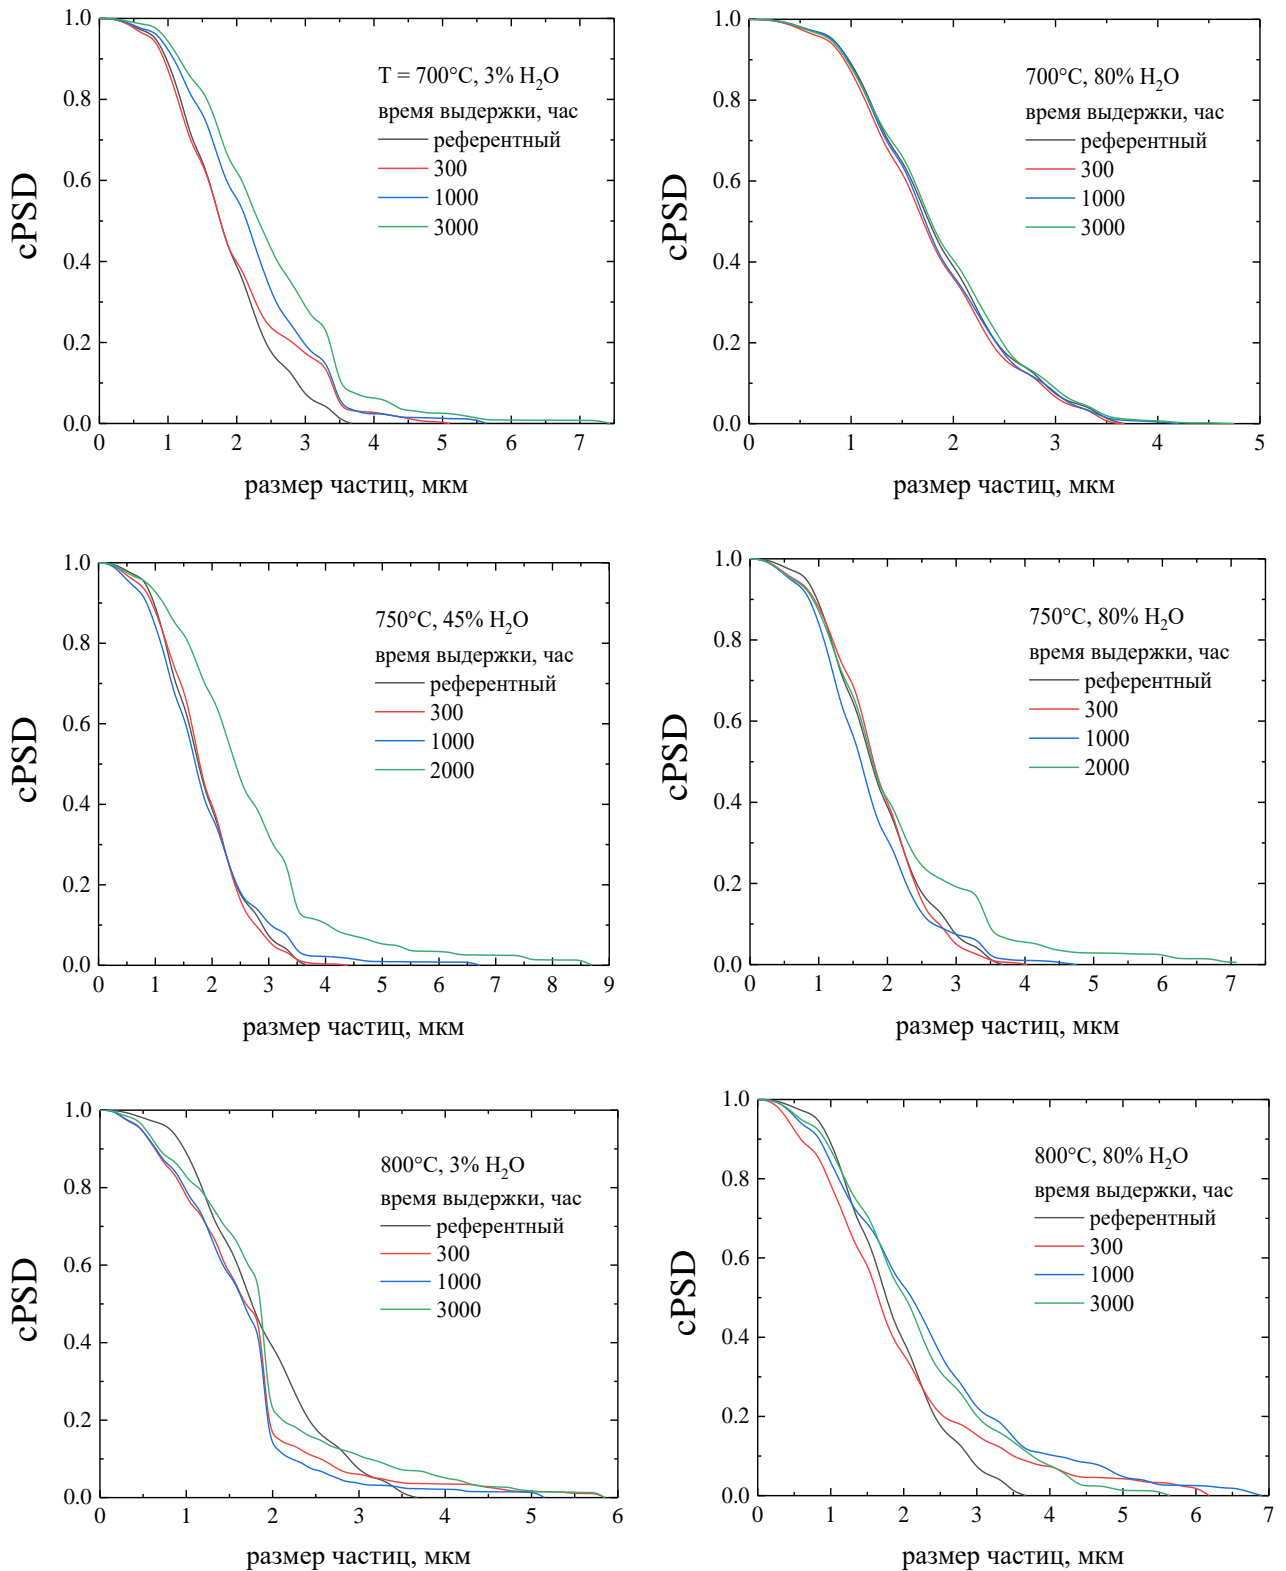 1.0
0.8
0.6
0.4
0.2
0.0
cPSD
T = 700°C, 3% H₂O
время выдержки, час
референтный
300
1000
3000
0 1 2 3 4 5 6 7
размер частиц, мкм
1.0
0.8
0.6
0.4
0.2
0.0
cPSD
700°C, 80% H₂O
время выдержки, час
референтный
300
1000
3000
0 1 2 3 4 5
размер частиц, мкм
1.0
0.8
0.6
0.4
0.2
0.0
cPSD
750°C, 45% H₂O
время выдержки, час
референтный
300
1000
2000
0 1 2 3 4 5 6 7 8 9
размер частиц, мкм
1.0
0.8
0.6
0.4
0.2
0.0
cPSD
750°C, 80% H₂O
время выдержки, час
референтный
300
1000
2000
0 1 2 3 4 5 6 7
размер частиц, мкм
1.0
0.8
0.6
0.4
0.2
0.0
cPSD
800°C, 3% H₂O
время выдержки, час
референтный
300
1000
3000
0 1 2 3 4 5 6
размер частиц, мкм
1.0
0.8
0.6
0.4
0.2
0.0
cPSD
800°C, 80% H₂O
время выдержки, час
референтный
300
1000
3000
0 1 2 3 4 5 6 7
размер частиц, мкм